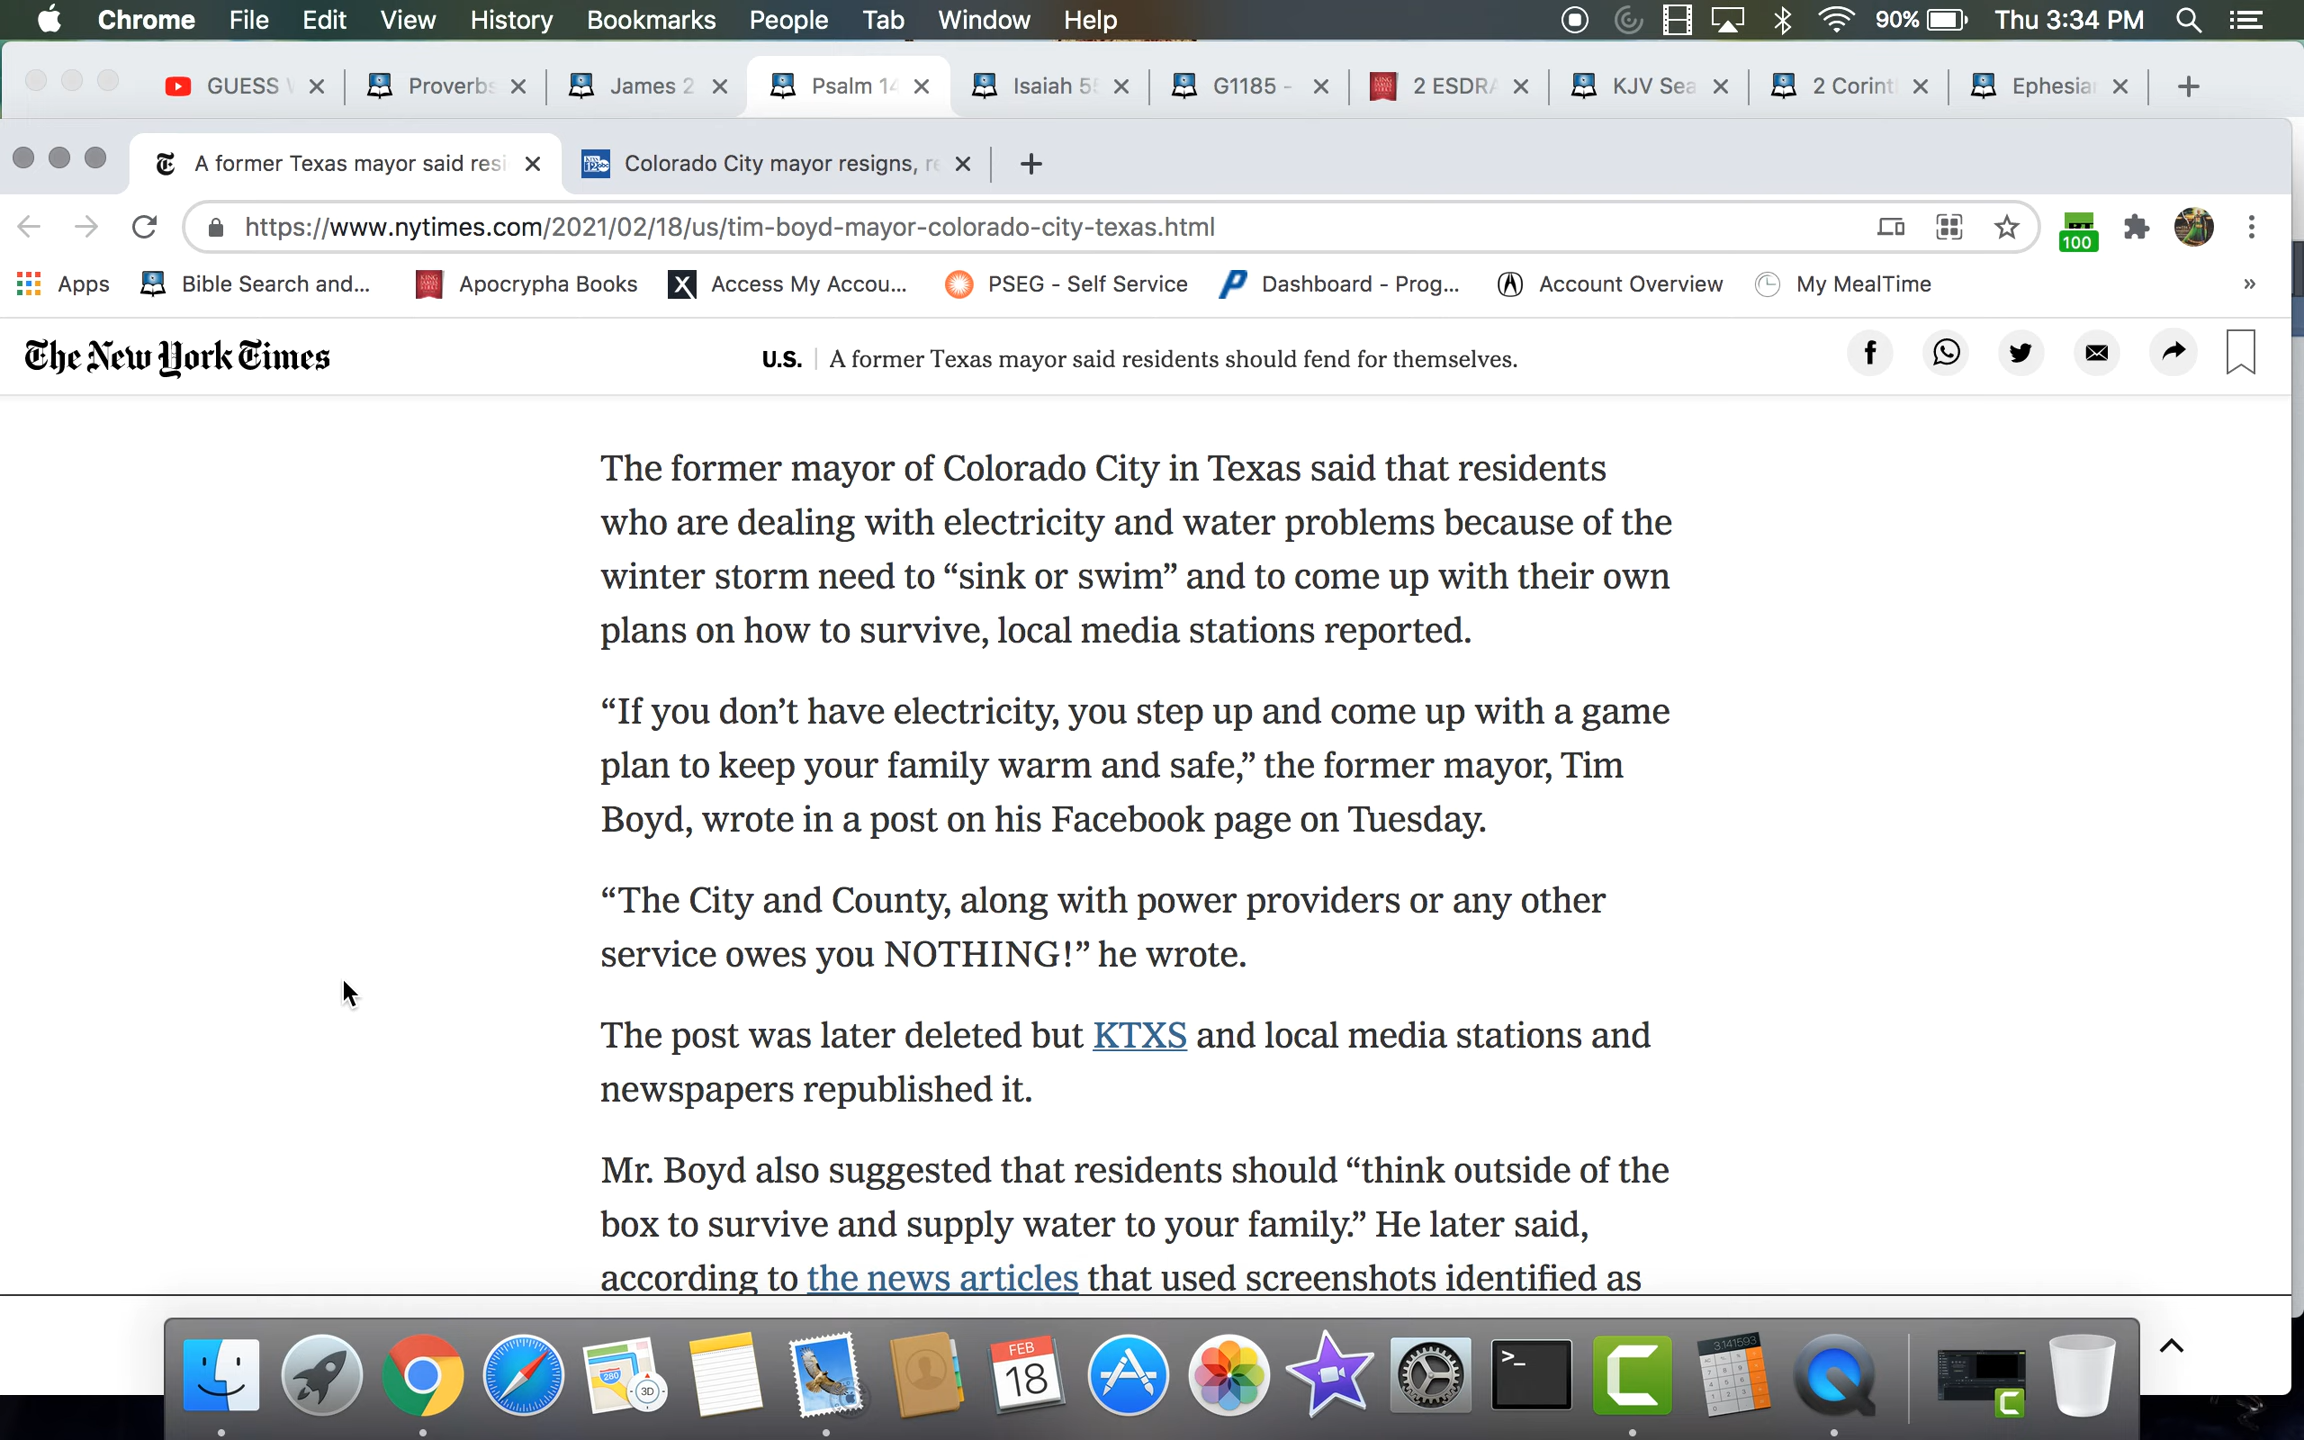 Chrome File Edit View History Bookmarks People Tab Window Help 90% Thu 3:34 PM
GUESS Proverbs James 2 Psalm 14 Isaiah 55 G1185 - 2 ESDRA KJV Sea 2 Corint Ephesia
A former Texas mayor said resi Colorado City mayor resigns, re
https://www.nytimes.com/2021/02/18/us/tim-boyd-mayor-colorado-city-texas.html 100
Apps Bible Search and... Apocrypha Books Access My Accou... PSEG - Self Service Dashboard - Prog... Account Overview My MealTime »
The New York Times U.S. A former Texas mayor said residents should fend for themselves.
The former mayor of Colorado City in Texas said that residents
who are dealing with electricity and water problems because of the
winter storm need to “sink or swim” and to come up with their own
plans on how to survive, local media stations reported.
“If you don’t have electricity, you step up and come up with a game
plan to keep your family warm and safe,” the former mayor, Tim
Boyd, wrote in a post on his Facebook page on Tuesday.
“The City and County, along with power providers or any other
service owes you NOTHING!” he wrote.
The post was later deleted but KTXS and local media stations and
newspapers republished it.
Mr. Boyd also suggested that residents should “think outside of the
box to survive and supply water to your family.” He later said,
according to the news articles that used screenshots identified as
280 3D FEB 18 >_ 3.141593